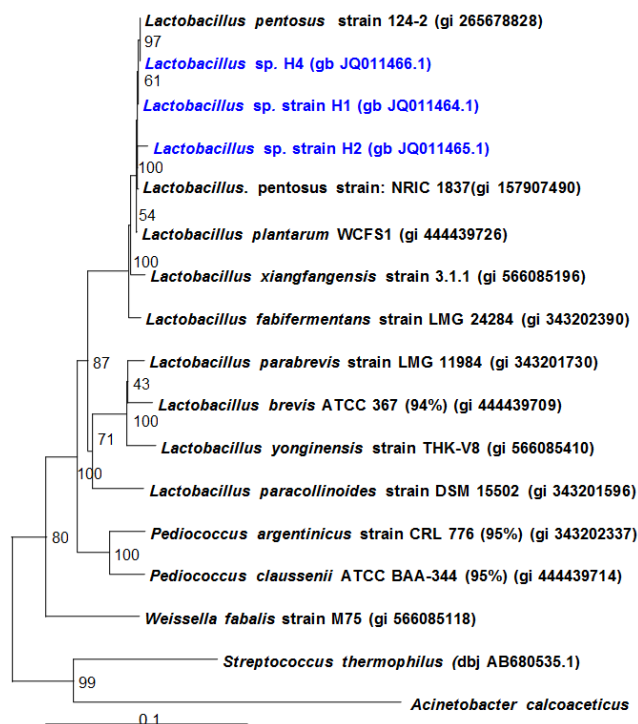 Lactobacillus pentosus strain 124-2 (gi 265678828)
97
Lactobacillus sp. H4 (gb JQ011466.1)
61
Lactobacillus sp. strain H1 (gb JQ011464.1)
Lactobacillus sp. strain H2 (gb JQ011465.1)
100
Lactobacillus. pentosus strain: NRIC 1837(gi 157907490)
54
Lactobacillus plantarum WCFS1 (gi 444439726)
100
Lactobacillus xiangfangensis strain 3.1.1 (gi 566085196)
Lactobacillus fabifermentans strain LMG 24284 (gi 343202390)
87
Lactobacillus parabrevis strain LMG 11984 (gi 343201730)
43
Lactobacillus brevis ATCC 367 (94%) (gi 444439709)
100
71
Lactobacillus yonginensis strain THK-V8 (gi 566085410)
100
Lactobacillus paracollinoides strain DSM 15502 (gi 343201596)
Pediococcus argentinicus strain CRL 776 (95%) (gi 343202337)
80
100
Pediococcus claussenii ATCC BAA-344 (95%) (gi 444439714)
Weissella fabalis strain M75 (gi 566085118)
Streptococcus thermophilus (dbj AB680535.1)
99
Acinetobacter calcoaceticus
0.1